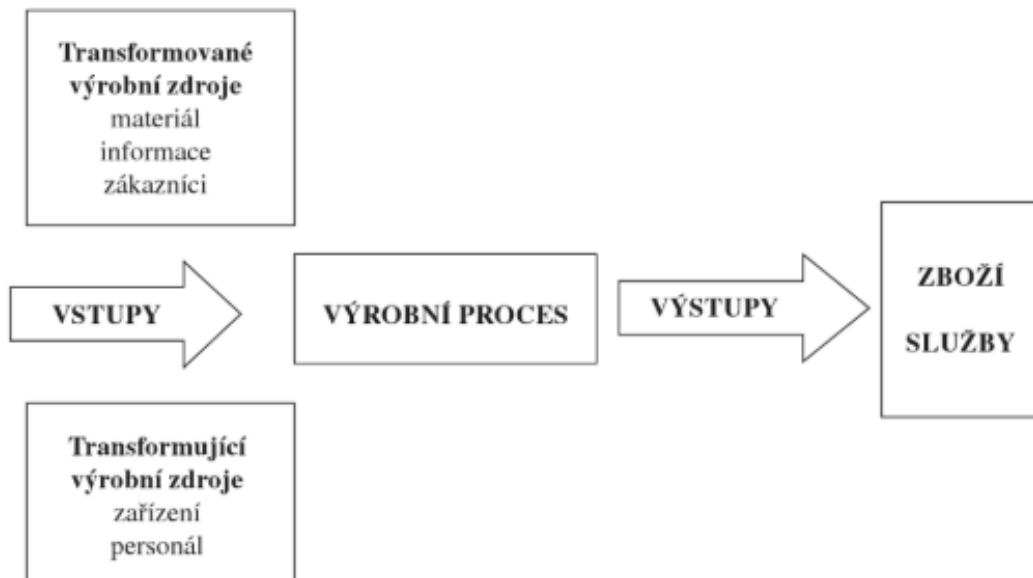 Transformované
výrobní zdroje
materiál
informace
zákazníci
VSTUPY
VÝROBNÍ PROCES
VÝSTUPY
ZBOŽÍ
SLUŽBY
Transformující
výrobní zdroje
zařízení
personál